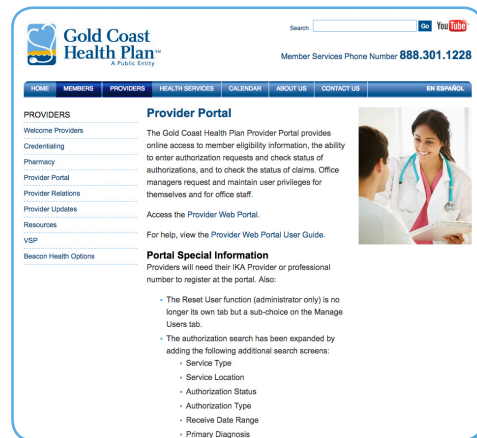 Gold Coast
Health Plan℠
A Public Entity
Search
Go
YouTube
Member Services Phone Number 888.301.1228
HOME MEMBERS PROVIDERS HEALTH SERVICES CALENDAR ABOUT US CONTACT US EN ESPAÑOL
PROVIDERS
Welcome Providers
Credentialing
Pharmacy
Provider Portal
Provider Relations
Provider Updates
Resources
VSP
Beacon Health Options
Provider Portal
The Gold Coast Health Plan Provider Portal provides
online access to member eligibility information, the ability
to enter authorization requests and check status of
authorizations, and to check the status of claims. Office
managers request and maintain user privileges for
themselves and for office staff.
Access the Provider Web Portal.
For help, view the Provider Web Portal User Guide.
Portal Special Information
Providers will need their IKA Provider or professional
number to register at the portal. Also:
The Reset User function (administrator only) is no
longer its own tab but a sub-choice on the Manage
Users tab.
The authorization search has been expanded by
adding the following additional search screens:
Service Type
Service Location
Authorization Status
Authorization Type
Receive Date Range
Primary Diagnosis